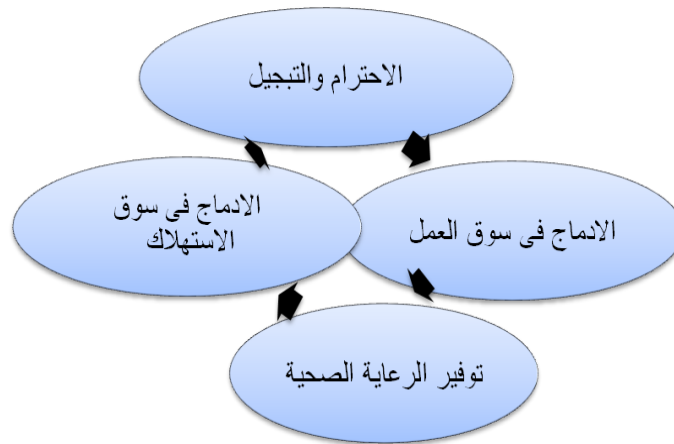 الاحترام والتبجيل
الادماج فى سوق العمل
الادماج فى سوق
الاستهلاك
توفير الرعاية الصحية